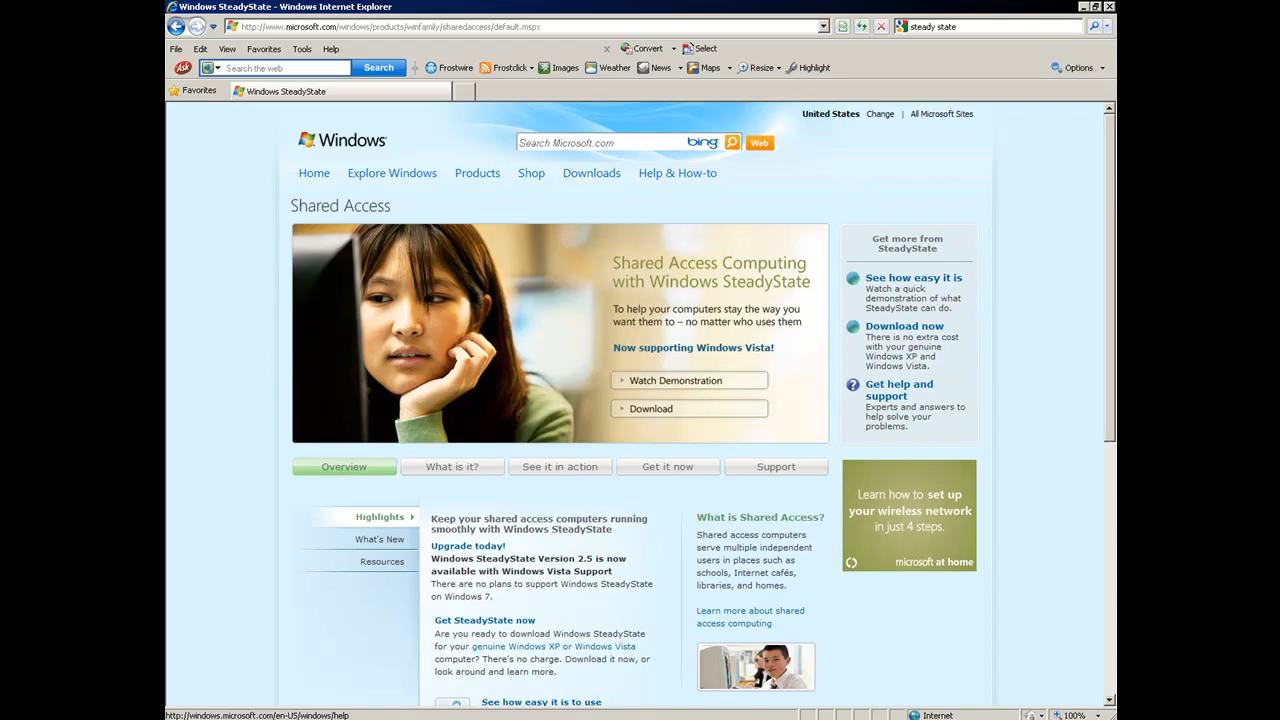 Windows SteadyState - Windows Internet Explorer
http://www.microsoft.com/windows/products/winfamily/sharedaccess/default.mspx
steady state
File Edit View Favorites Tools Help
x Convert Select
Ask Search the web Search Frostwire Frostclick Images Weather News Maps Resize Highlight Options
Favorites Windows SteadyState
United States Change | All Microsoft Sites
Windows
Search Microsoft.com bing Web
Home Explore Windows Products Shop Downloads Help & How-to
Shared Access
Shared Access Computing
with Windows SteadyState
To help your computers stay the way you
want them to – no matter who uses them
Now supporting Windows Vista!
Watch Demonstration
Download
Get more from
SteadyState
See how easy it is
Watch a quick
demonstration of what
SteadyState can do.
Download now
There is no extra cost
with your genuine
Windows XP and
Windows Vista.
Get help and
support
Experts and answers to
help solve your
problems.
Overview What is it? See it in action Get it now Support
Highlights
What's New
Resources
Keep your shared access computers running
smoothly with Windows SteadyState
Upgrade today!
Windows SteadyState Version 2.5 is now
available with Windows Vista Support
There are no plans to support Windows SteadyState
on Windows 7.
Get SteadyState now
Are you ready to download Windows SteadyState
for your genuine Windows XP or Windows Vista
computer? There's no charge. Download it now, or
look around and learn more.
See how easy it is to use
What is Shared Access?
Shared access computers
serve multiple independent
users in places such as
schools, Internet cafés,
libraries, and homes.
Learn more about shared
access computing
Learn how to set up
your wireless network
in just 4 steps.
microsoft at home
http://windows.microsoft.com/en-US/windows/help Internet 100%